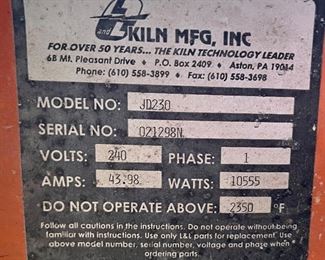 L and L
KILN MFG, INC
FOR OVER 50 YEARS... THE KILN TECHNOLOGY LEADER
6B Mt. Pleasant Drive ♦ P.O. Box 2409 ♦ Aston, PA 19014
Phone: (610) 558-3899 ♦ Fax: (610) 558-3698
MODEL NO: JD230
SERIAL NO: 021298N
VOLTS: 240 PHASE: 1
AMPS: 43.98 WATTS: 10555
DO NOT OPERATE ABOVE: 2350 °F
Follow all cautions in the instructions. Do not operate without being
familiar with instructions. Use only L&L parts for replacement. Use
above model number, serial number, voltage and phase when
ordering parts.